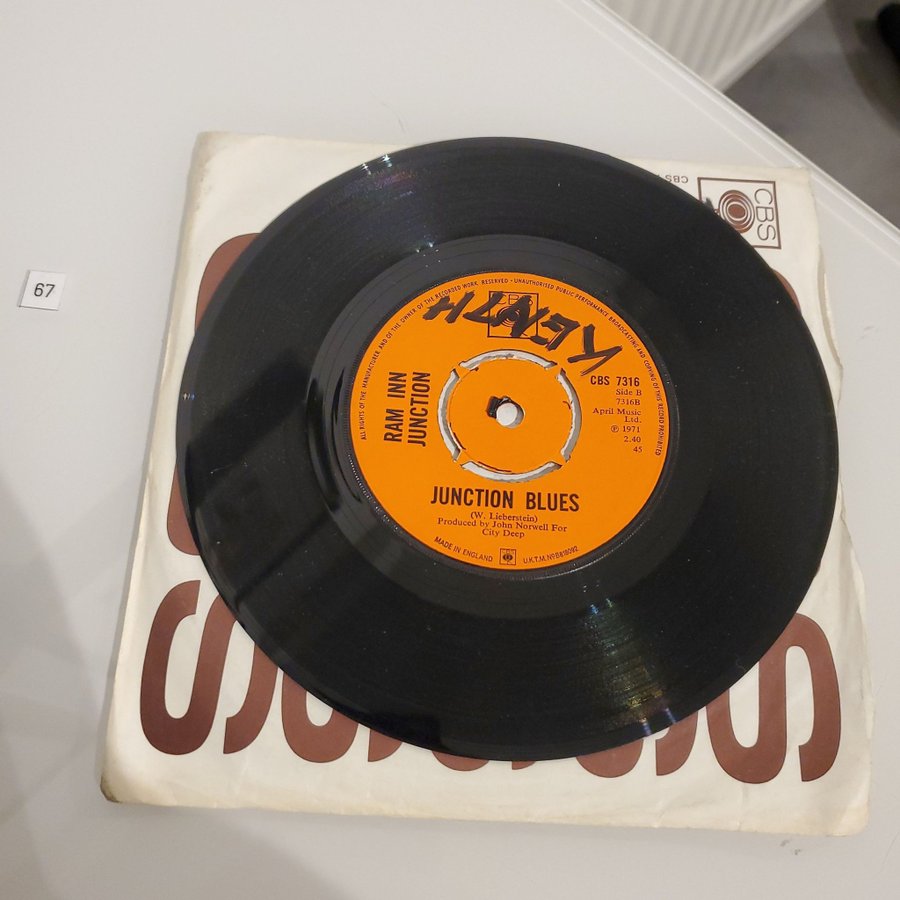 67
CBS
CBS
ALL RIGHTS OF THE MANUFACTURER AND OF THE OWNER OF THE RECORDED WORK RESERVED · UNAUTHORISED PUBLIC PERFORMANCE BROADCASTING AND COPYING OF THIS RECORD PROHIBITED
CBS
RAM INN
JUNCTION
CBS 7316
Side B
7316B
April Music
Ltd.
℗ 1971
2.40
45
JUNCTION BLUES
(W. Lieberstein)
Produced by John Norwell For
City Deep
MADE IN ENGLAND